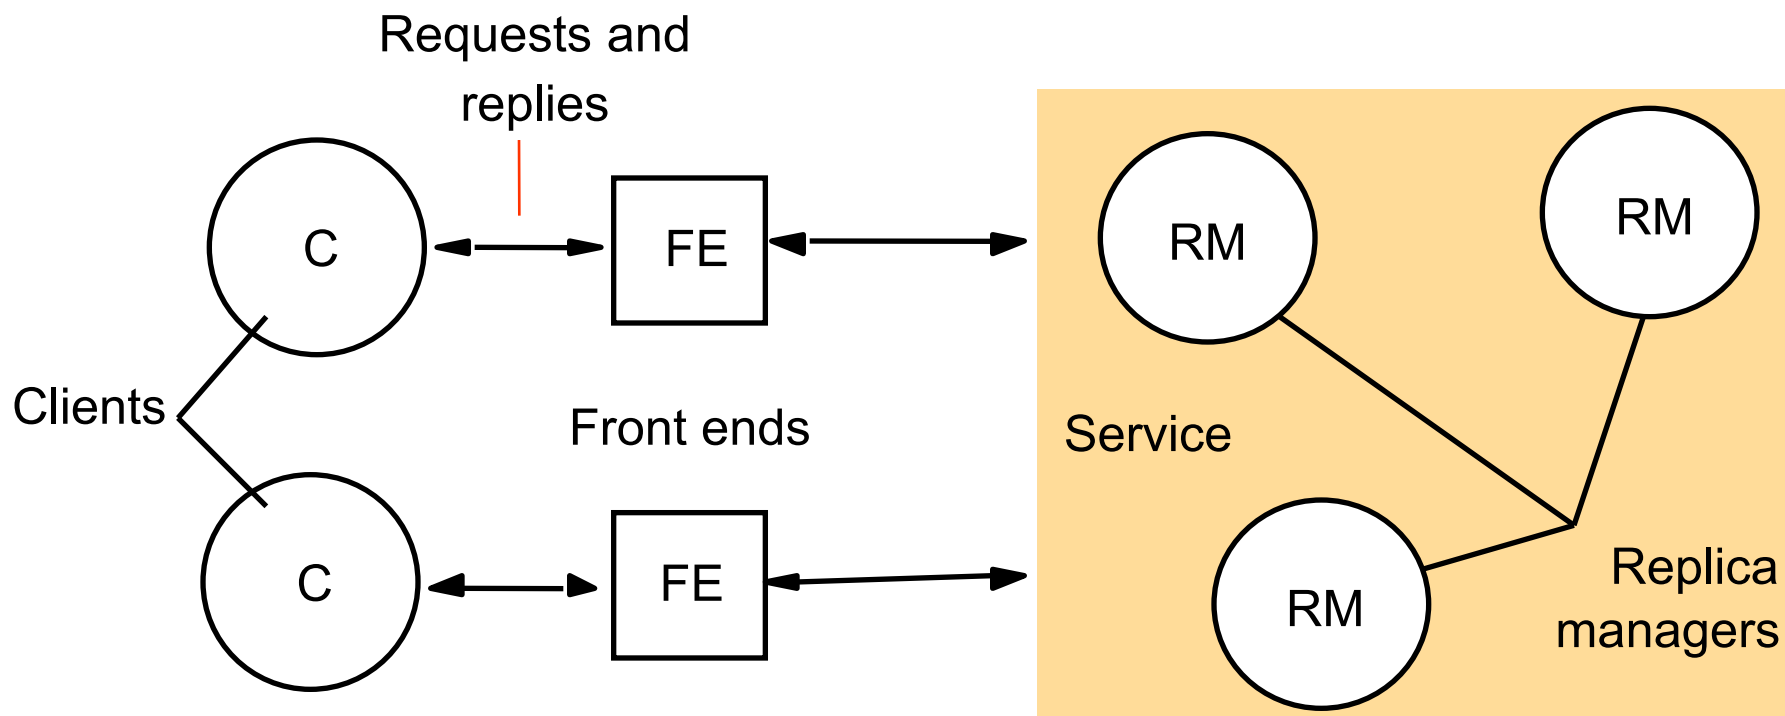 Requests and
replies
C
FE
RM
RM
Clients
Front ends
Service
C
FE
RM
Replica
managers